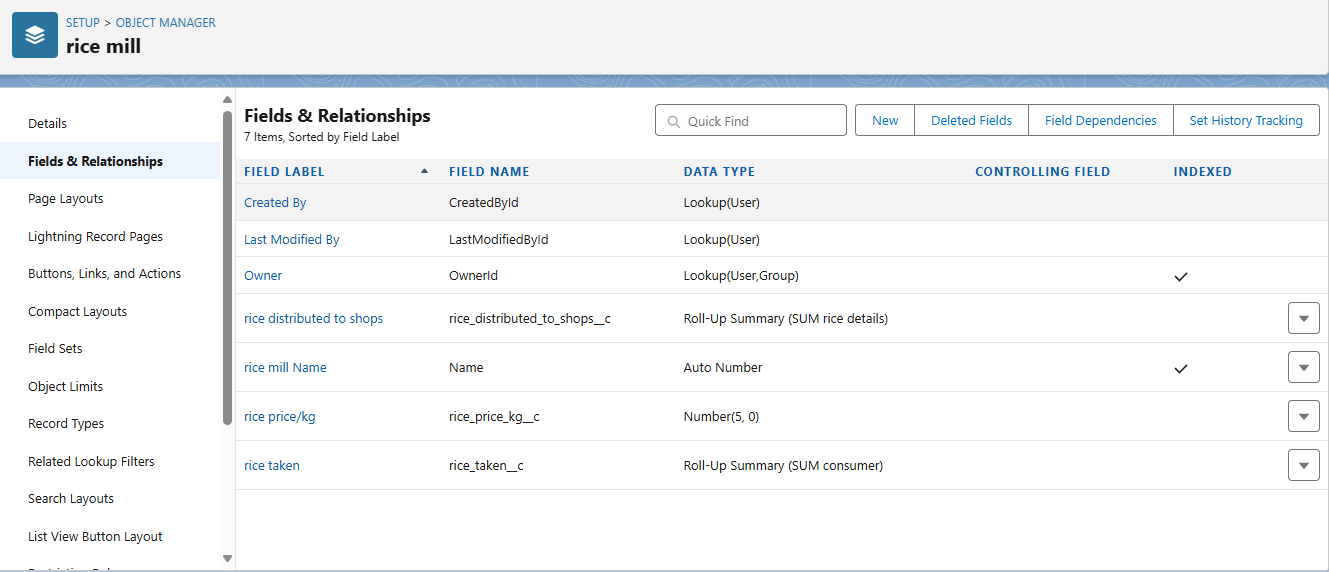 SETUP > OBJECT MANAGER
rice mill
Details
Fields & Relationships
Page Layouts
Lightning Record Pages
Buttons, Links, and Actions
Compact Layouts
Field Sets
Object Limits
Record Types
Related Lookup Filters
Search Layouts
List View Button Layout
Fields & Relationships
7 Items, Sorted by Field Label
Quick Find
New
Deleted Fields
Field Dependencies
Set History Tracking
FIELD LABEL FIELD NAME DATA TYPE CONTROLLING FIELD INDEXED
Created By CreatedById Lookup(User)
Last Modified By LastModifiedById Lookup(User)
Owner OwnerId Lookup(User,Group)
rice distributed to shops rice_distributed_to_shops__c Roll-Up Summary (SUM rice details)
rice mill Name Name Auto Number
rice price/kg rice_price_kg__c Number(5, 0)
rice taken rice_taken__c Roll-Up Summary (SUM consumer)